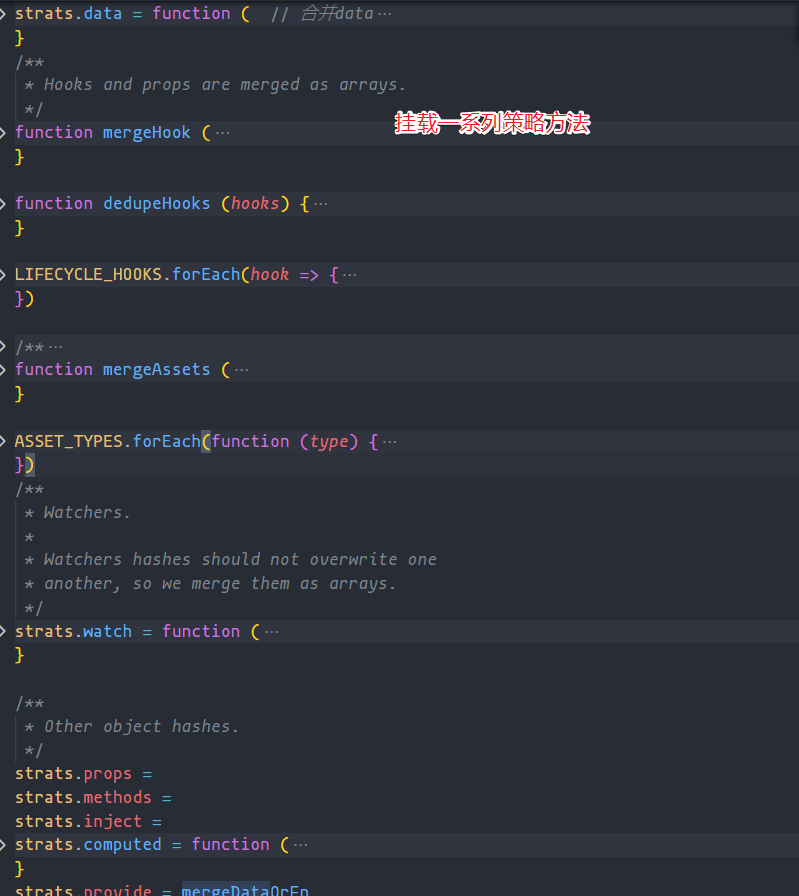 strats.data = function (  // 合并data…
}
/**
 * Hooks and props are merged as arrays.
 */
挂载一系列策略方法
function mergeHook (…
}
function dedupeHooks (hooks) {…
}
LIFECYCLE_HOOKS.forEach(hook => {…
})
/**…
function mergeAssets (…
}
ASSET_TYPES.forEach(function (type) {…
})
/**
 * Watchers.
 *
 * Watchers hashes should not overwrite one
 * another, so we merge them as arrays.
 */
strats.watch = function (…
}
/**
 * Other object hashes.
 */
strats.props =
strats.methods =
strats.inject =
strats.computed = function (…
}
strats.provide = mergeDataOrFn